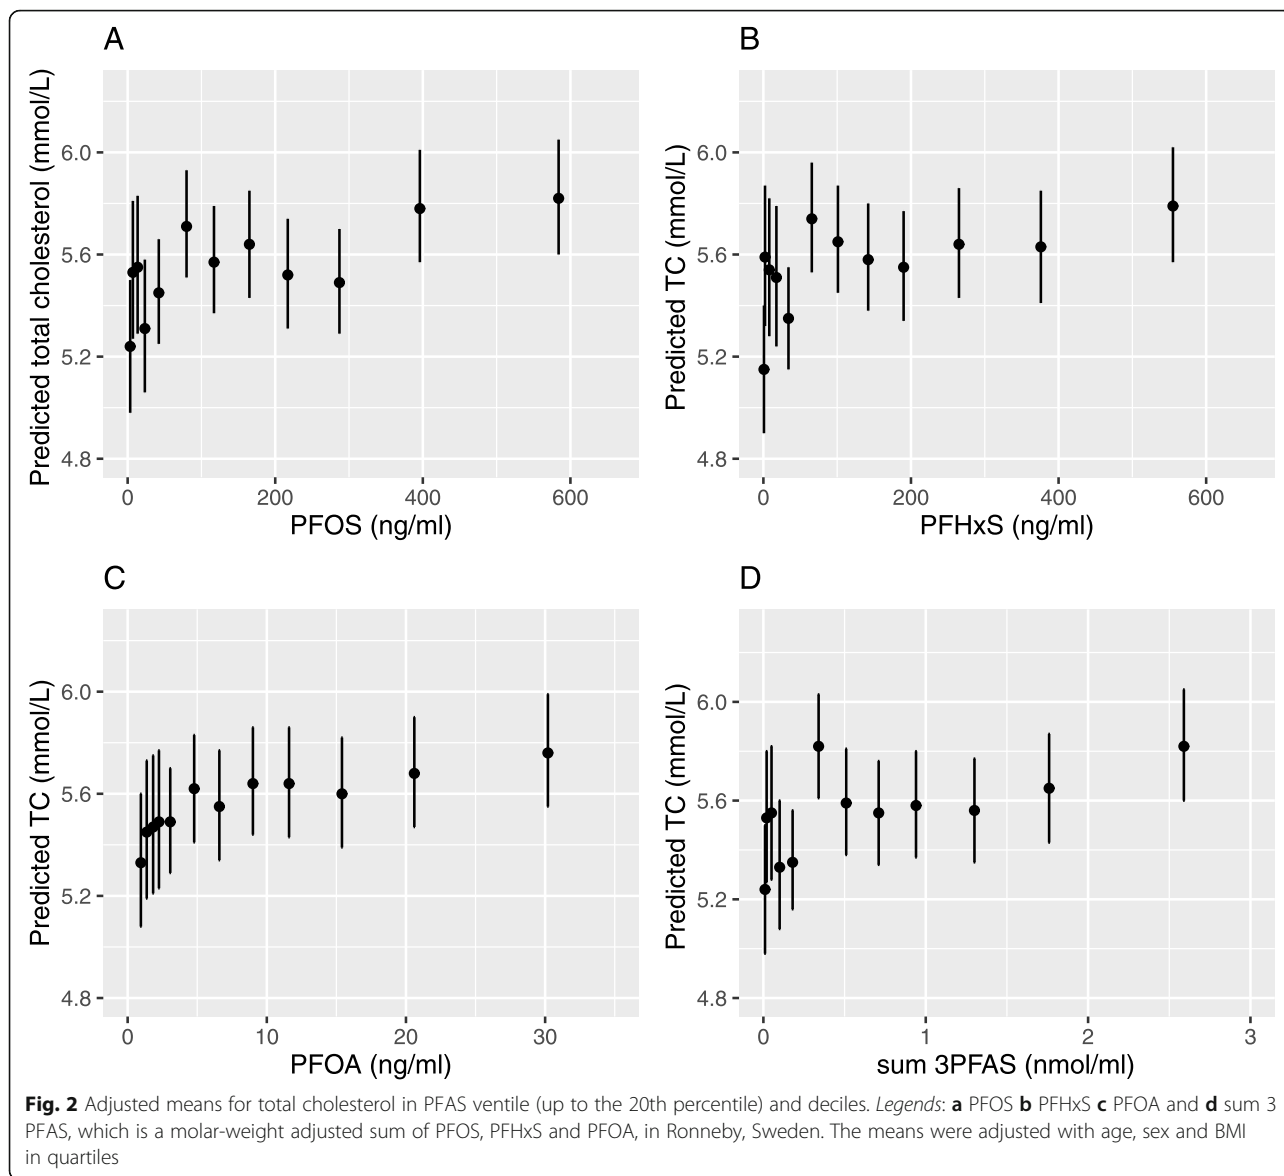 A
Predicted total cholesterol (mmol/L)
6.0
5.6
5.2
4.8
0 200 400 600
PFOS (ng/ml)
B
Predicted TC (mmol/L)
6.0
5.6
5.2
4.8
0 200 400 600
PFHxS (ng/ml)
C
Predicted TC (mmol/L)
6.0
5.6
5.2
4.8
0 10 20 30
PFOA (ng/ml)
D
Predicted TC (mmol/L)
6.0
5.6
5.2
4.8
0 1 2 3
sum 3PFAS (nmol/ml)
Fig. 2 Adjusted means for total cholesterol in PFAS ventile (up to the 20th percentile) and deciles. Legends: a PFOS b PFHxS c PFOA and d sum 3
PFAS, which is a molar-weight adjusted sum of PFOS, PFHxS and PFOA, in Ronneby, Sweden. The means were adjusted with age, sex and BMI
in quartiles